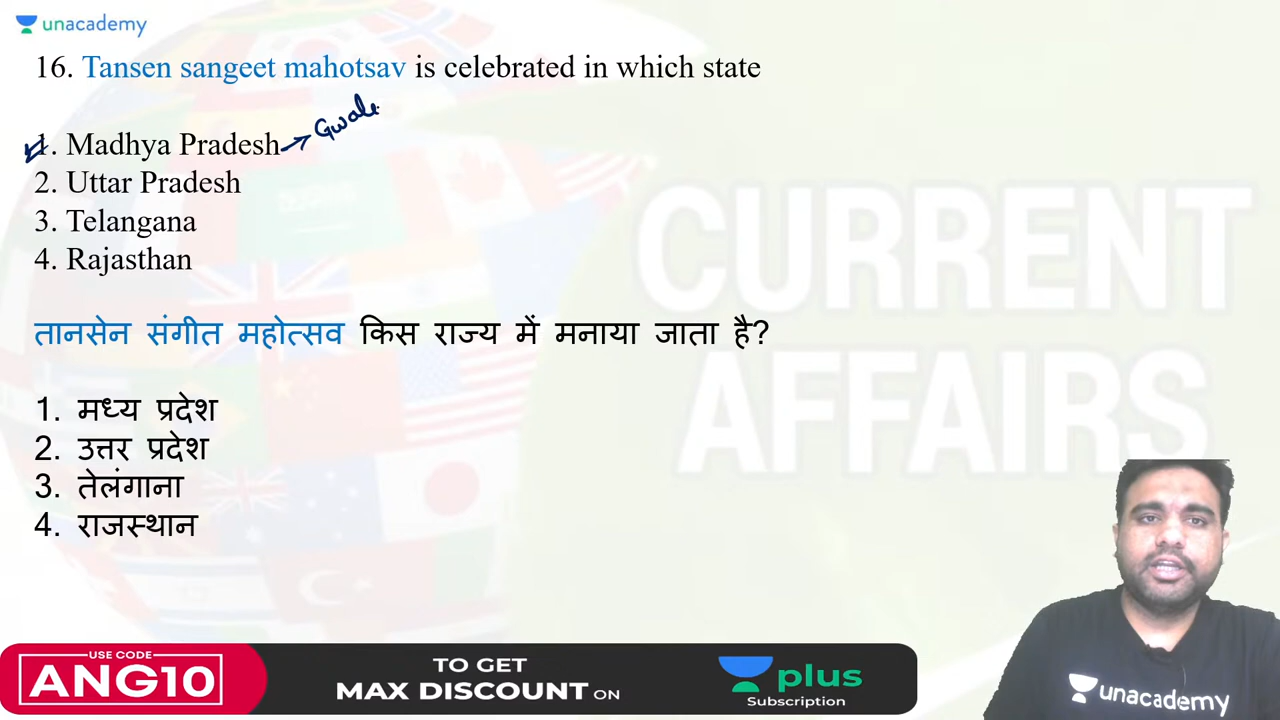 unacademy
16. Tansen sangeet mahotsav is celebrated in which state
Gwale
1. Madhya Pradesh
2. Uttar Pradesh
3. Telangana
4. Rajasthan
तानसेन संगीत महोत्सव किस राज्य में मनाया जाता है?
1. मध्य प्रदेश
2. उत्तर प्रदेश
3. तेलंगाना
4. राजस्थान
CURRENT
AFFAIRS
USE CODE
ANG10
TO GET
MAX DISCOUNT ON
plus
Subscription
unacademy